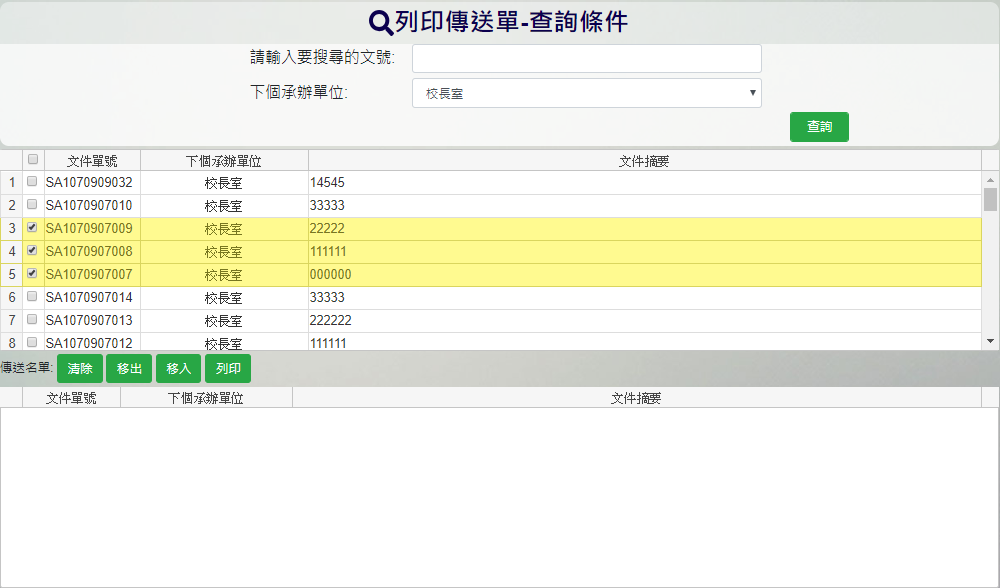 列印傳送單-查詢條件
請輸入要搜尋的文號:
下個承辦單位: 校長室
查詢
文件單號 下個承辦單位 文件摘要
1 SA1070909032 校長室 14545
2 SA1070907010 校長室 33333
3 SA1070907009 校長室 22222
4 SA1070907008 校長室 111111
5 SA1070907007 校長室 000000
6 SA1070907014 校長室 33333
7 SA1070907013 校長室 222222
8 SA1070907012 校長室 111111
傳送名單: 清除 移出 移入 列印
文件單號 下個承辦單位 文件摘要